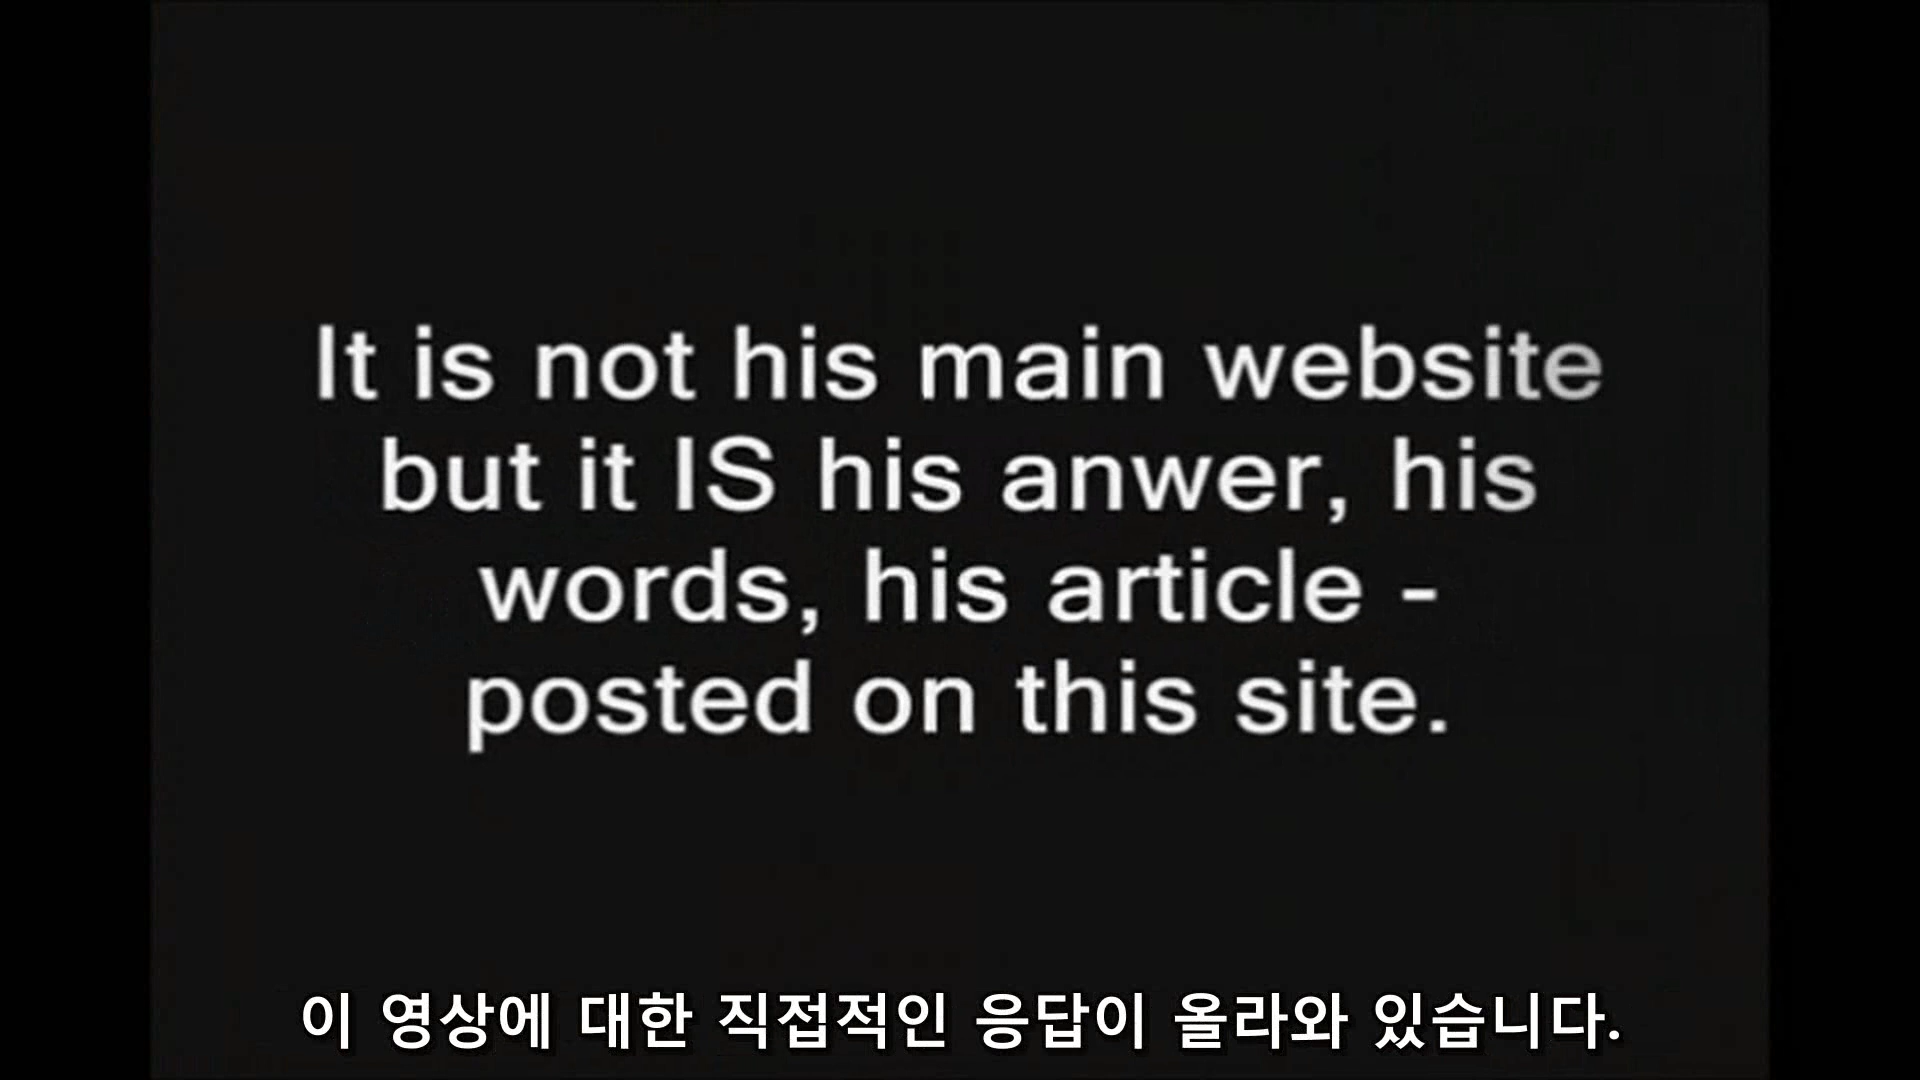 It is not his main website
but it IS his anwer, his
words, his article -
posted on this site.
이 영상에 대한 직접적인 응답이 올라와 있습니다.